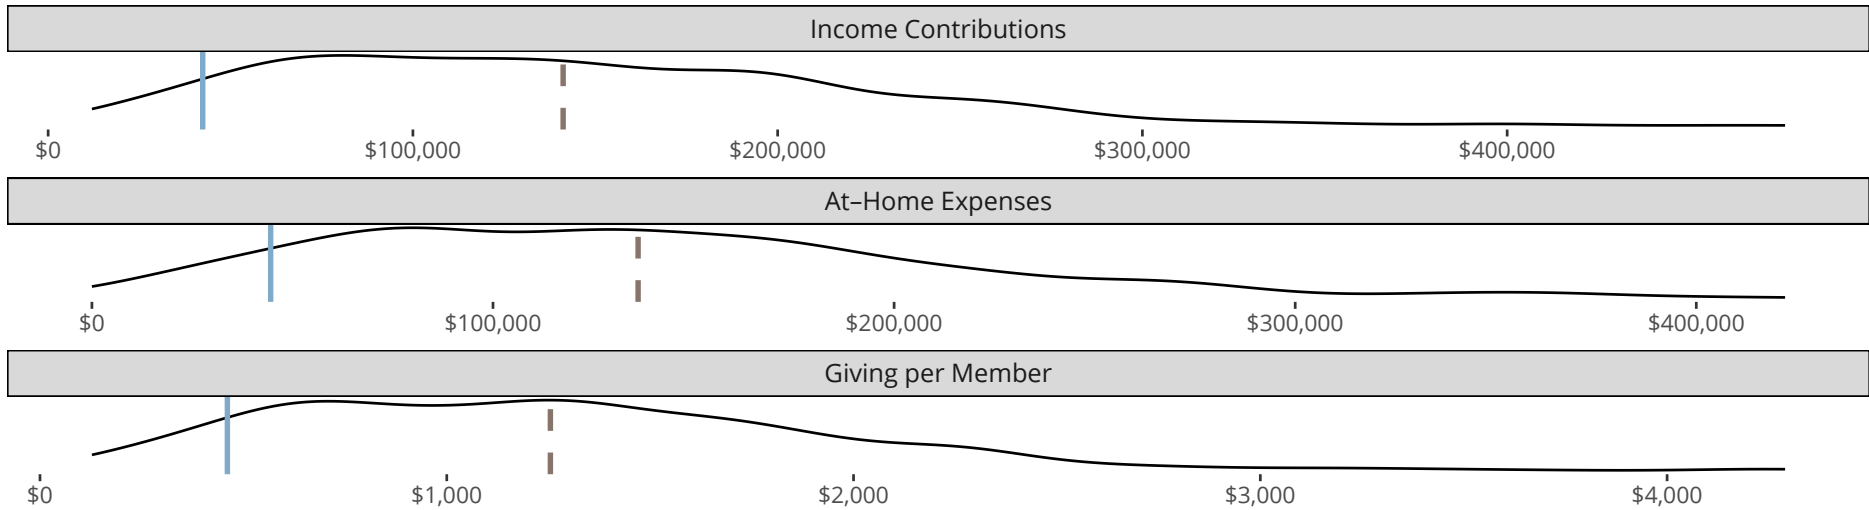 Income Contributions
$0 $100,000 $200,000 $300,000 $400,000
At–Home Expenses
$0 $100,000 $200,000 $300,000 $400,000
Giving per Member
$0 $1,000 $2,000 $3,000 $4,000